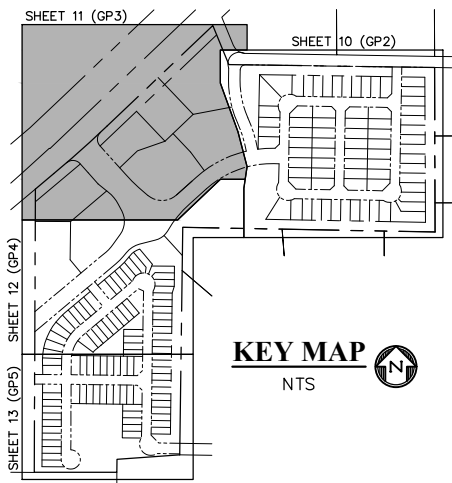 SHEET 11 (GP3)
SHEET 10 (GP2)
SHEET 12 (GP4)
KEY MAP
N
NTS
SHEET 13 (GP5)